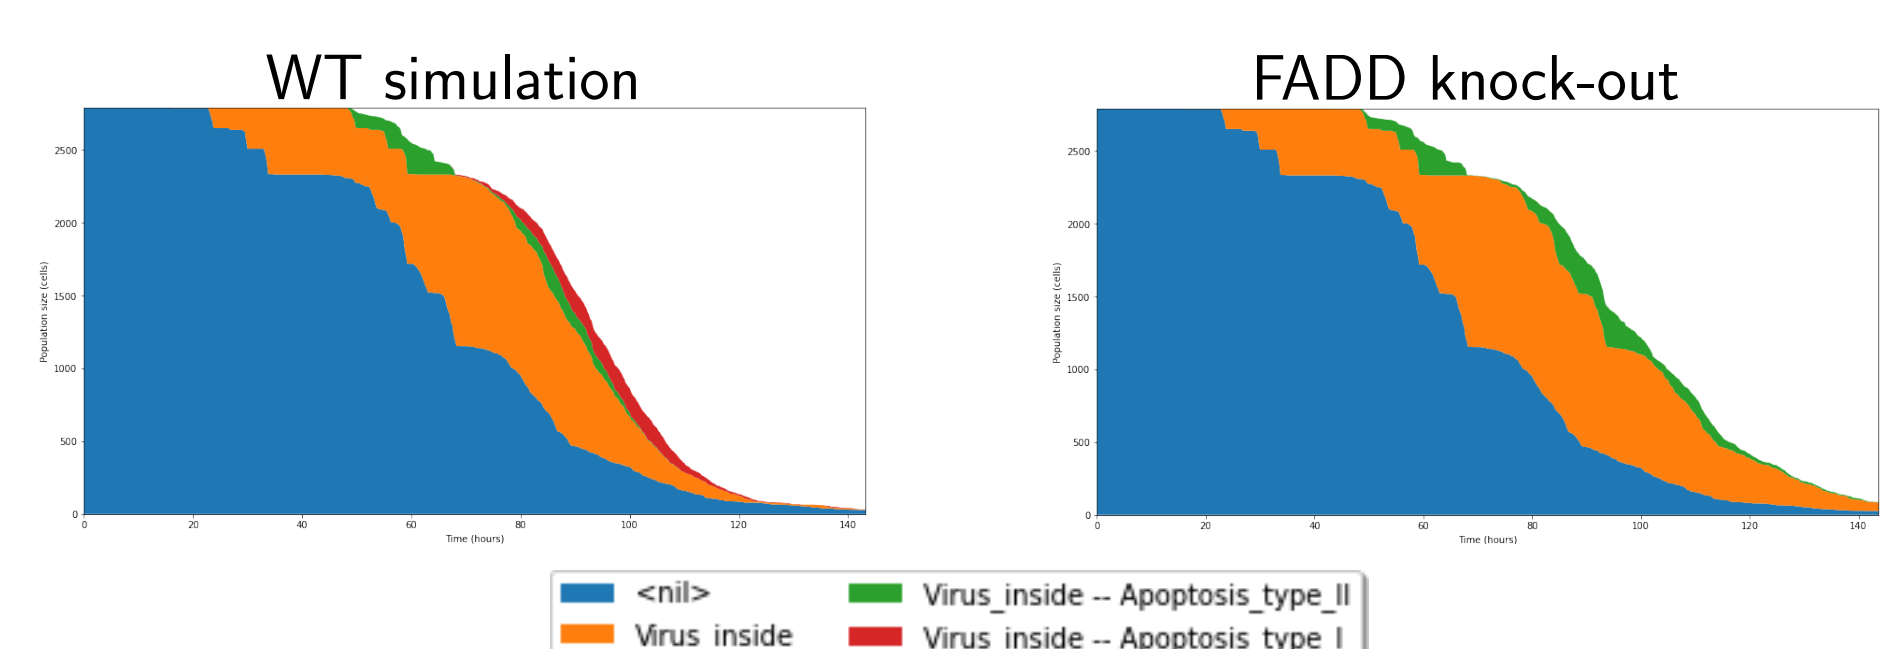 WT simulation
FADD knock-out
Population size (cells)
2500
2000
1500
1000
500
0
0 20 40 60 80 100 120 140
Time (hours)
Population size (cells)
2500
2000
1500
1000
500
0
0 20 40 60 80 100 120 140
Time (hours)
<nil>
Virus_inside
Virus_inside -- Apoptosis_type_II
Virus_inside -- Apoptosis_type_I